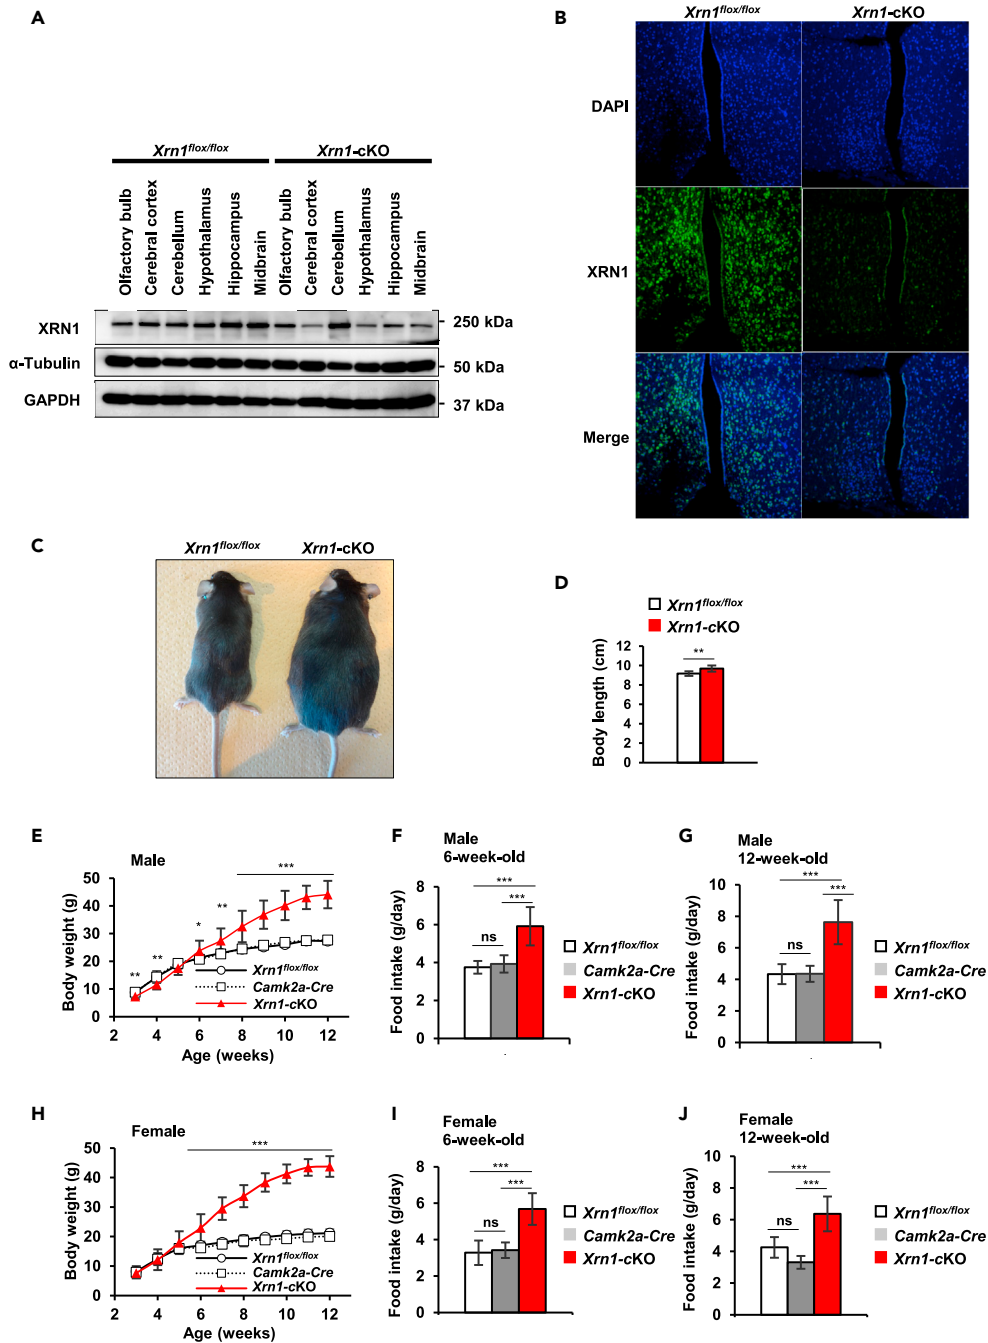 A
Xrn1flox/flox Xrn1-cKO
Olfactory bulb
Cerebral cortex
Cerebellum
Hypothalamus
Hippocampus
Midbrain
Olfactory bulb
Cerebral cortex
Cerebellum
Hypothalamus
Hippocampus
Midbrain
XRN1 250 kDa
α-Tubulin 50 kDa
GAPDH 37 kDa
B
Xrn1flox/flox Xrn1-cKO
DAPI
XRN1
Merge
C
Xrn1flox/flox Xrn1-cKO
D
Xrn1flox/flox
Xrn1-cKO
Body length (cm)
12
10
8
6
4
2
0
**
E
Male
Body weight (g)
50
40
30
20
10
0
2 4 6 8 10 12
Age (weeks)
** ** * ** ***
Xrn1flox/flox
Camk2a-Cre
Xrn1-cKO
F
Male
6-week-old
Food intake (g/day)
8
6
4
2
0
***
***
ns
Xrn1flox/flox
Camk2a-Cre
Xrn1-cKO
G
Male
12-week-old
Food intake (g/day)
10
8
6
4
2
0
***
***
ns
Xrn1flox/flox
Camk2a-Cre
Xrn1-cKO
H
Female
Body weight (g)
50
40
30
20
10
0
2 4 6 8 10 12
Age (weeks)
***
Xrn1flox/flox
Camk2a-Cre
Xrn1-cKO
I
Female
6-week-old
Food intake (g/day)
8
6
4
2
0
***
***
ns
Xrn1flox/flox
Camk2a-Cre
Xrn1-cKO
J
Female
12-week-old
Food intake (g/day)
10
8
6
4
2
0
***
***
ns
Xrn1flox/flox
Camk2a-Cre
Xrn1-cKO